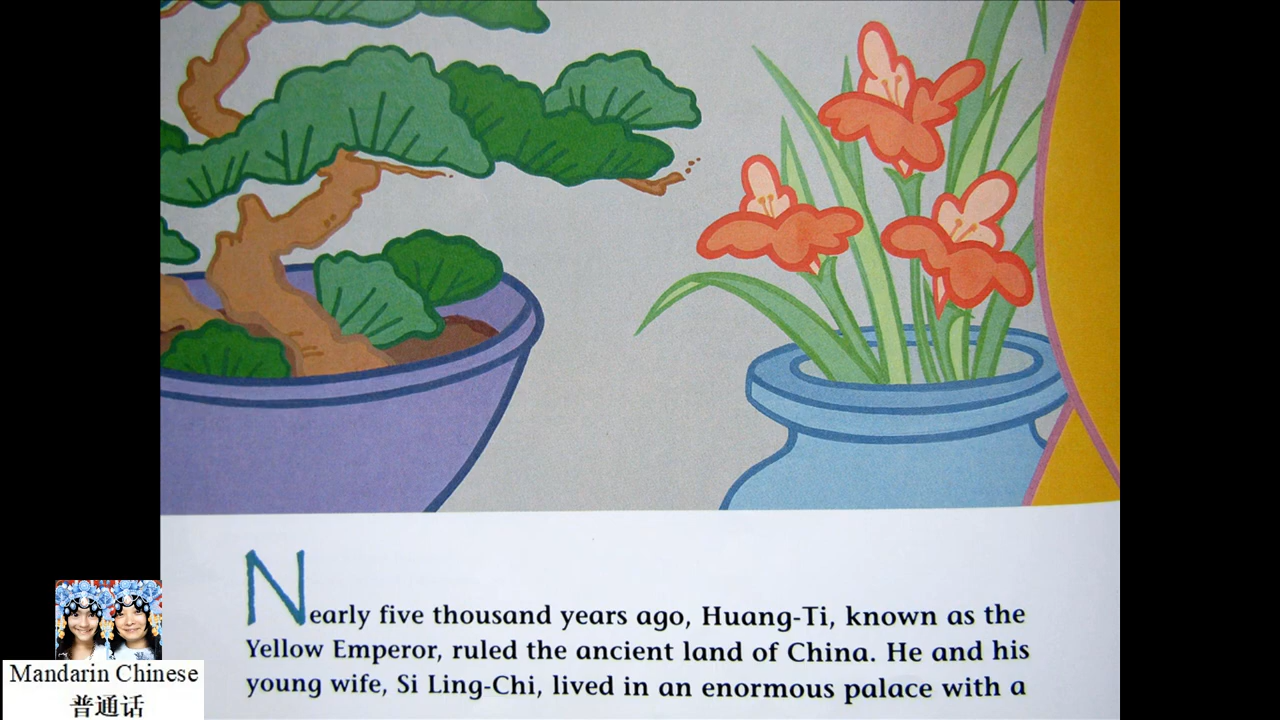 Nearly five thousand years ago, Huang-Ti, known as the
Yellow Emperor, ruled the ancient land of China. He and his
young wife, Si Ling-Chi, lived in an enormous palace with a
Mandarin Chinese
普通话